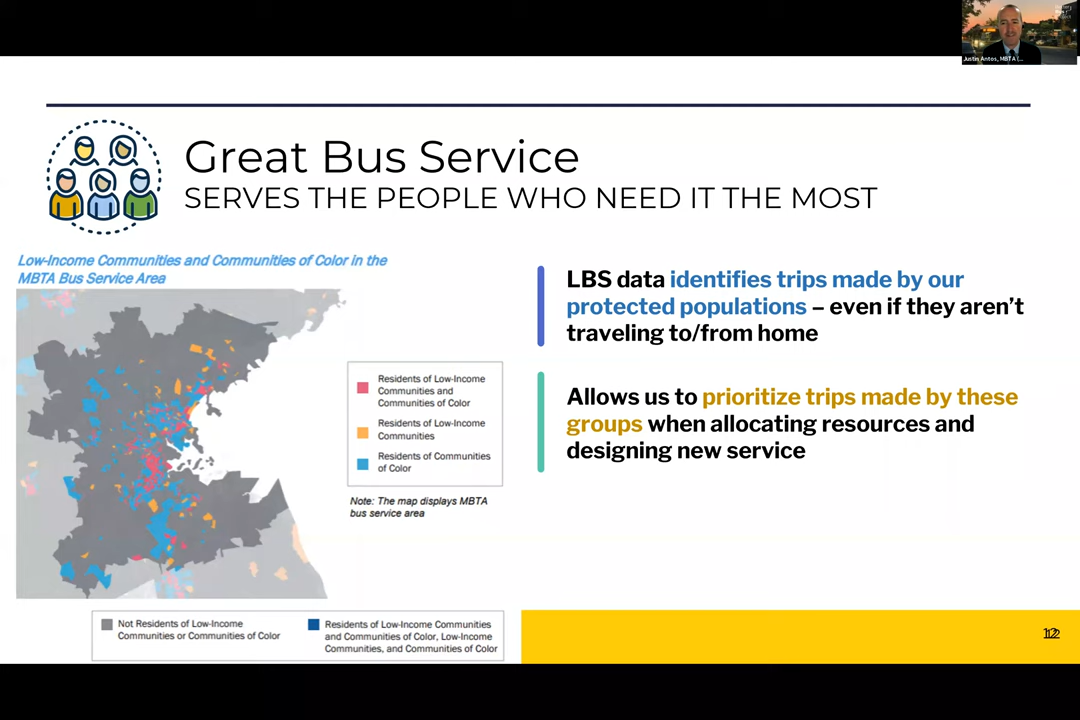 Justin Antos, MBTA (...
Great Bus Service
SERVES THE PEOPLE WHO NEED IT THE MOST
Low-Income Communities and Communities of Color in the
MBTA Bus Service Area
Residents of Low-Income
Communities and
Communities of Color
Residents of Low-Income
Communities
Residents of Communities
of Color
Note: The map displays MBTA
bus service area
Not Residents of Low-Income
Communities or Communities of Color
Residents of Low-Income Communities
and Communities of Color, Low-Income
Communities, and Communities of Color
LBS data identifies trips made by our
protected populations – even if they aren't
traveling to/from home
Allows us to prioritize trips made by these
groups when allocating resources and
designing new service
12